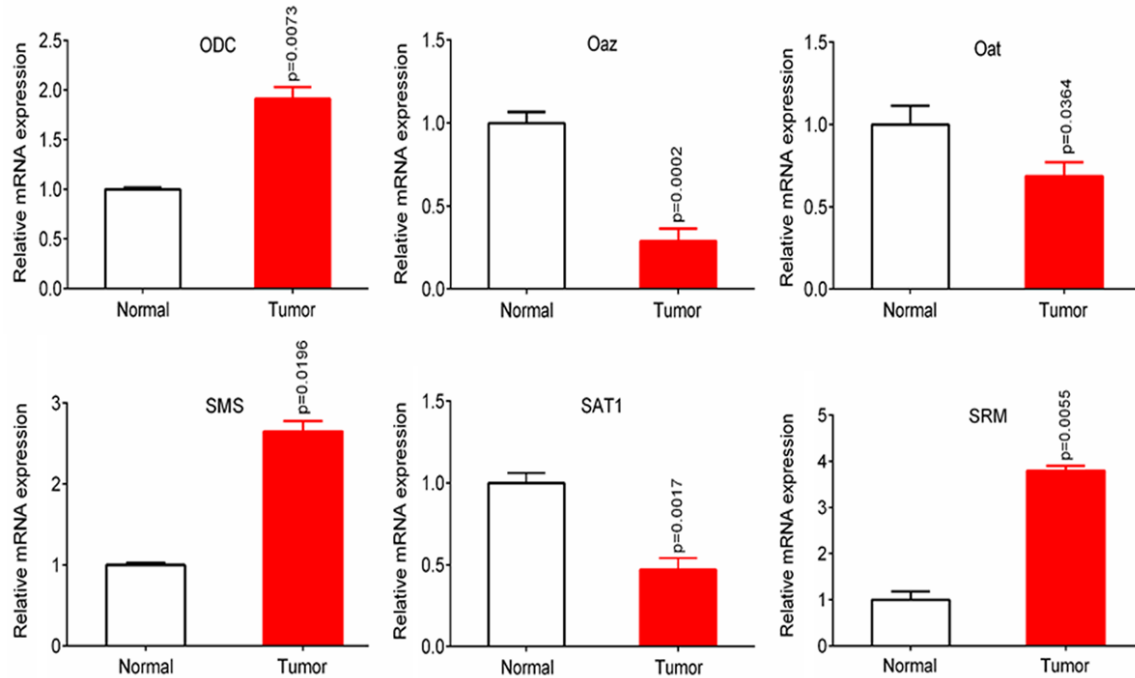 ODC
p=0.0073
Relative mRNA expression
2.5
2.0
1.5
1.0
0.5
0.0
Normal
Tumor
Oaz
p=0.0002
Relative mRNA expression
1.5
1.0
0.5
0.0
Normal
Tumor
Oat
p=0.0364
Relative mRNA expression
1.5
1.0
0.5
0.0
Normal
Tumor
SMS
p=0.0196
Relative mRNA expression
3
2
1
0
Normal
Tumor
SAT1
p=0.0017
Relative mRNA expression
1.5
1.0
0.5
0.0
Normal
Tumor
SRM
p=0.0055
Relative mRNA expression
5
4
3
2
1
0
Normal
Tumor